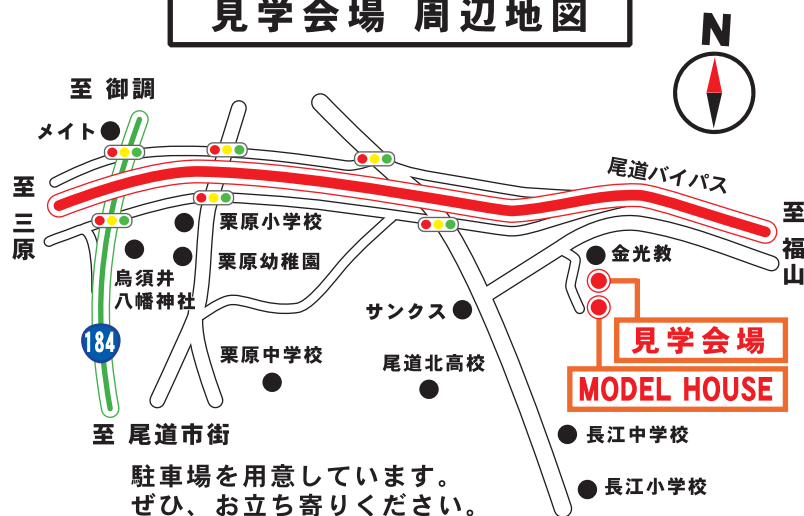 見学会場 周辺地図
N
至 御調
メイト
尾道バイパス
至三原
至福山
栗原小学校
金光教
栗原幼稚園
烏須井
八幡神社
サンクス
184
見学会場
栗原中学校
尾道北高校
MODEL HOUSE
至 尾道市街
長江中学校
駐車場を用意しています。
長江小学校
ぜひ、お立ち寄りください。